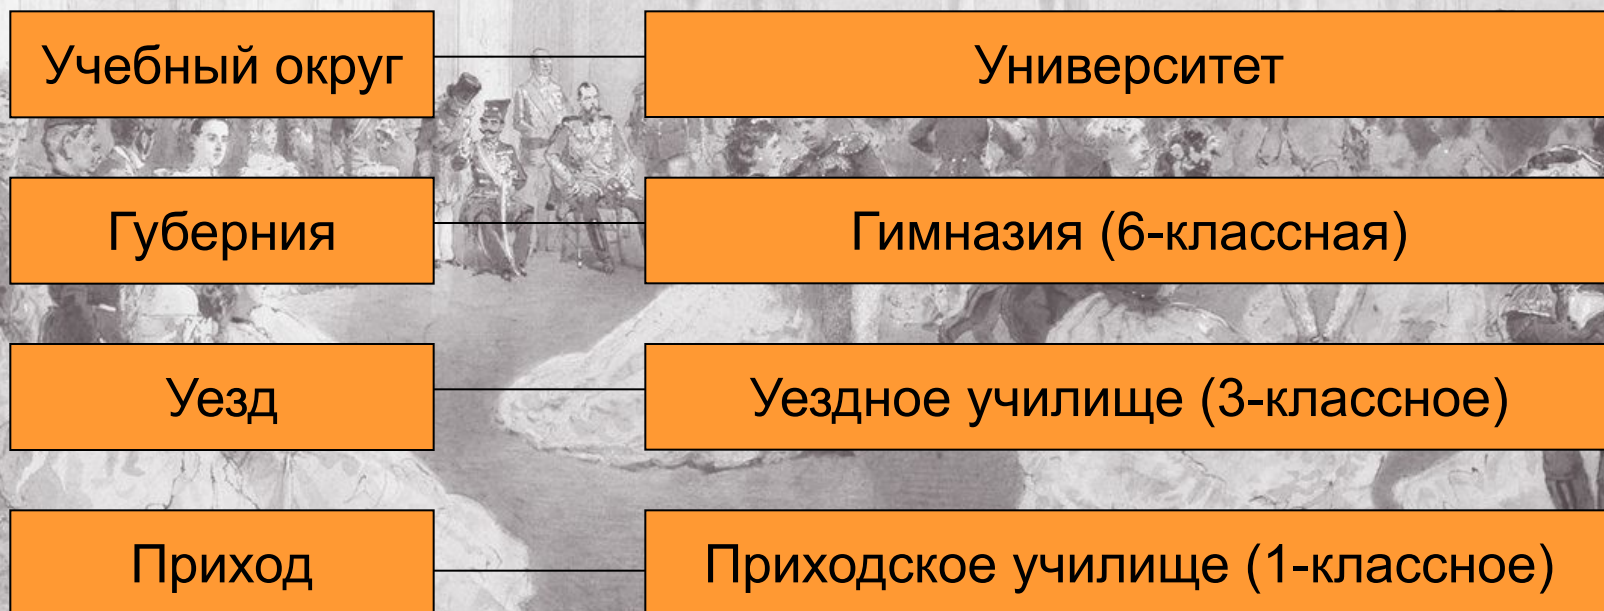 Учебный округ
Университет
Губерния
Гимназия (6-классная)
Уезд
Уездное училище (3-классное)
Приход
Приходское училище (1-классное)